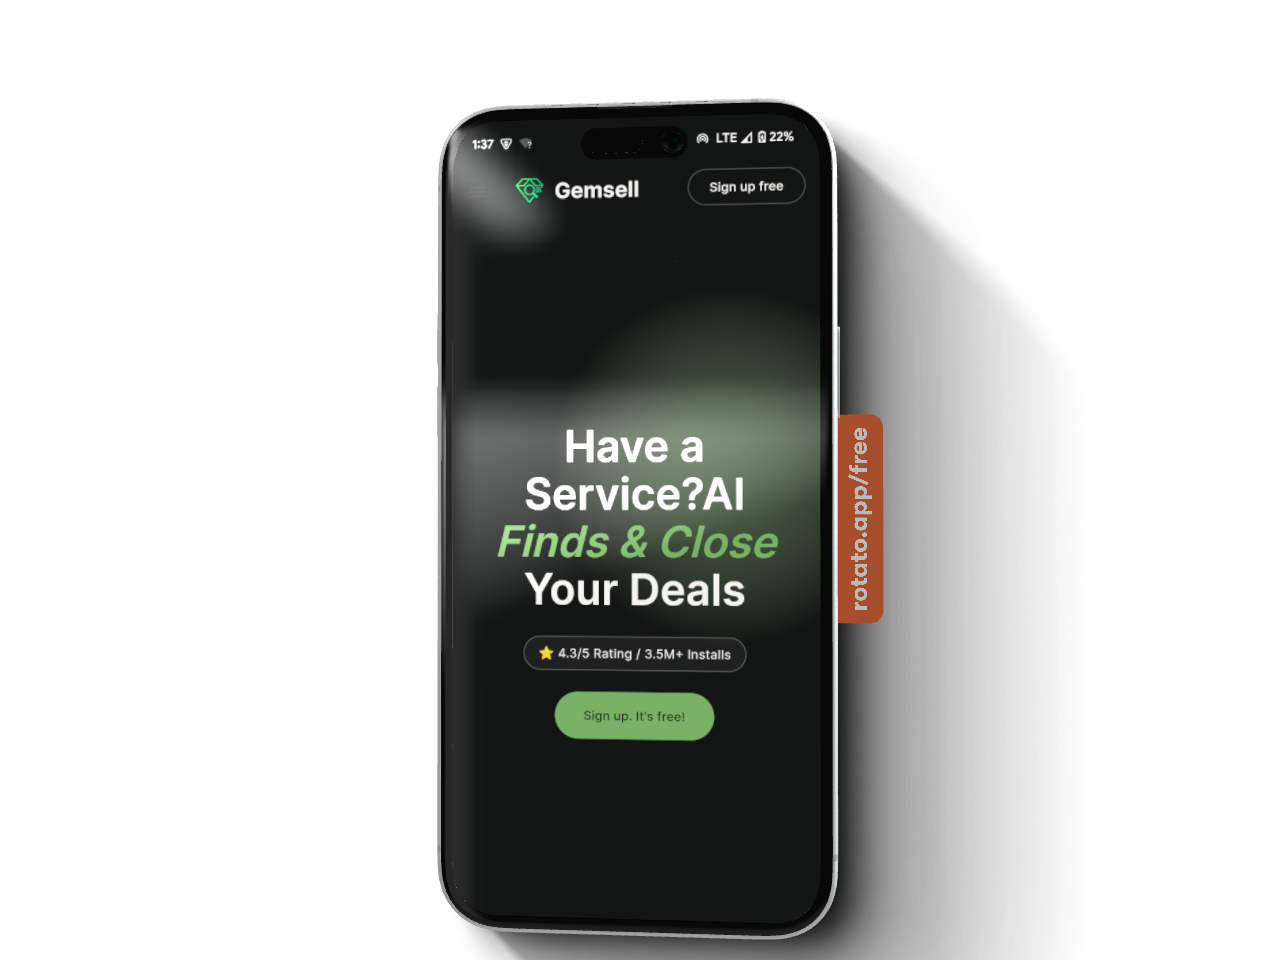 1:37 LTE 22%
Gemsell
Sign up free
Have a
Service?AI
Finds & Close
Your Deals
4.3/5 Rating / 3.5M+ Installs
Sign up. It's free!
rotato.app/free